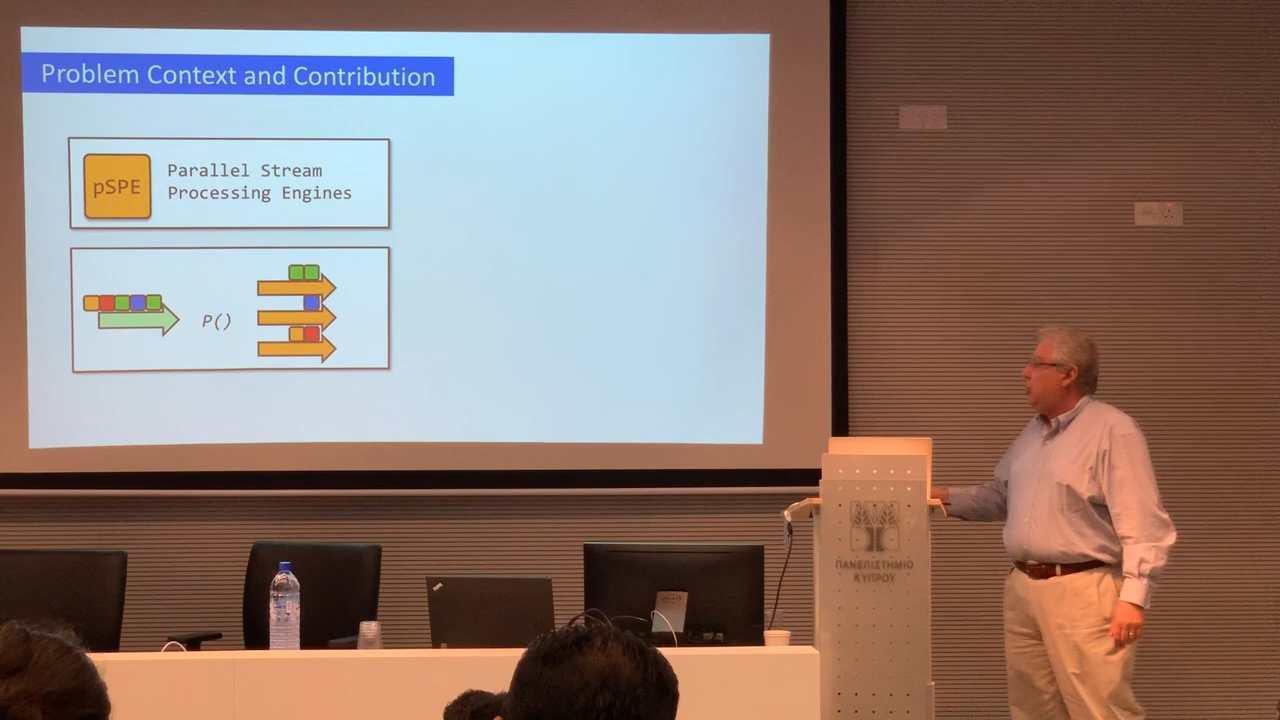 Problem Context and Contribution
pSPE
Parallel Stream
Processing Engines
P()
ΠΑΝΕΠΙΣΤΗΜΙΟ
ΚΥΠΡΟΥ